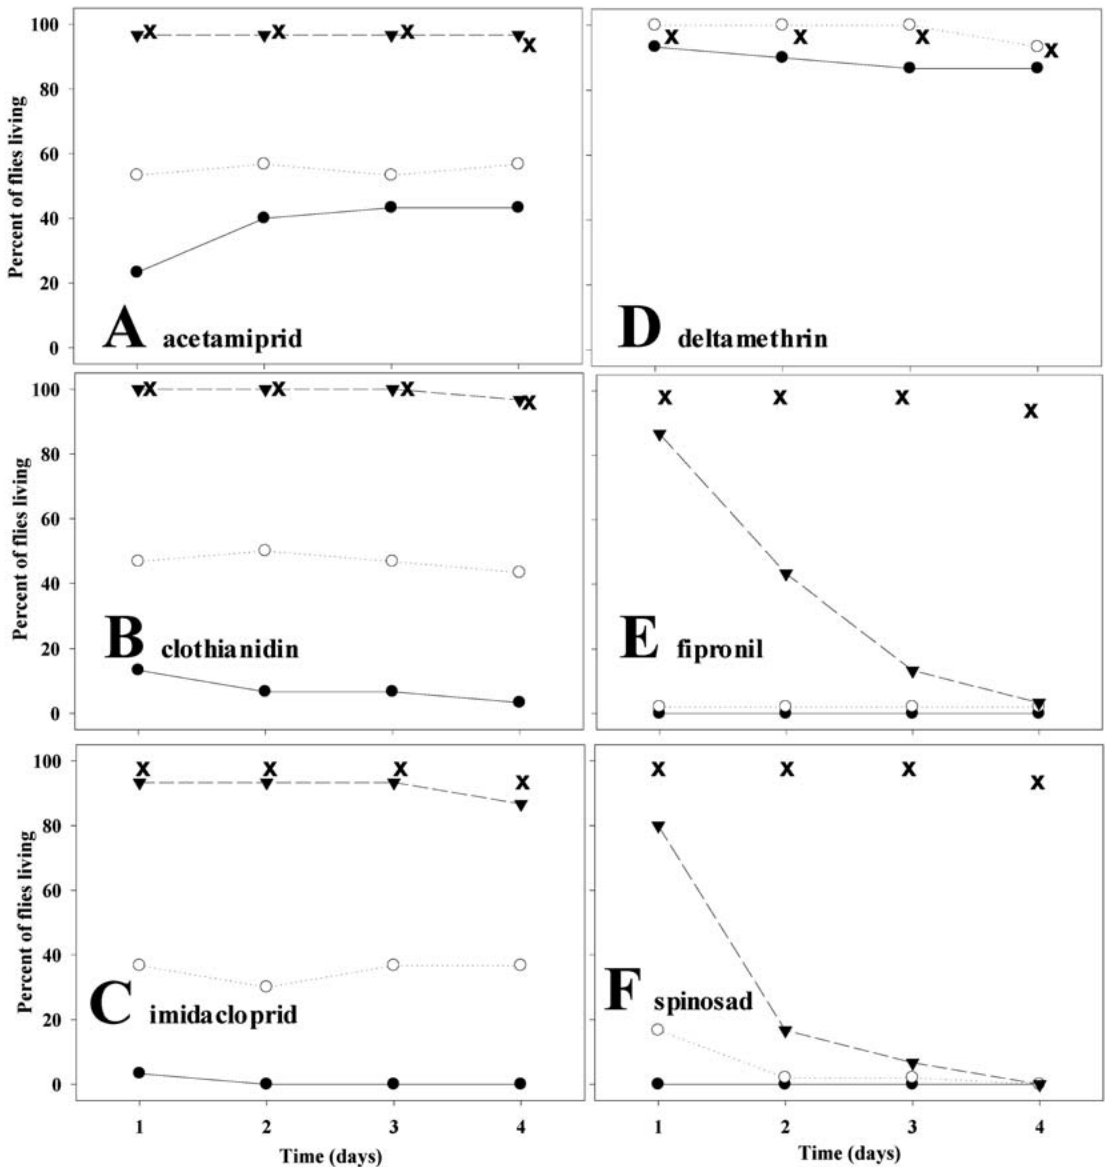 100
80
60
40
20
0
Percent of flies living
A acetamiprid
D deltamethrin
100
80
60
40
20
0
Percent of flies living
B clothianidin
E fipronil
100
80
60
40
20
0
Percent of flies living
C imidacloprid
F spinosad
1 2 3 4
Time (days)
1 2 3 4
Time (days)